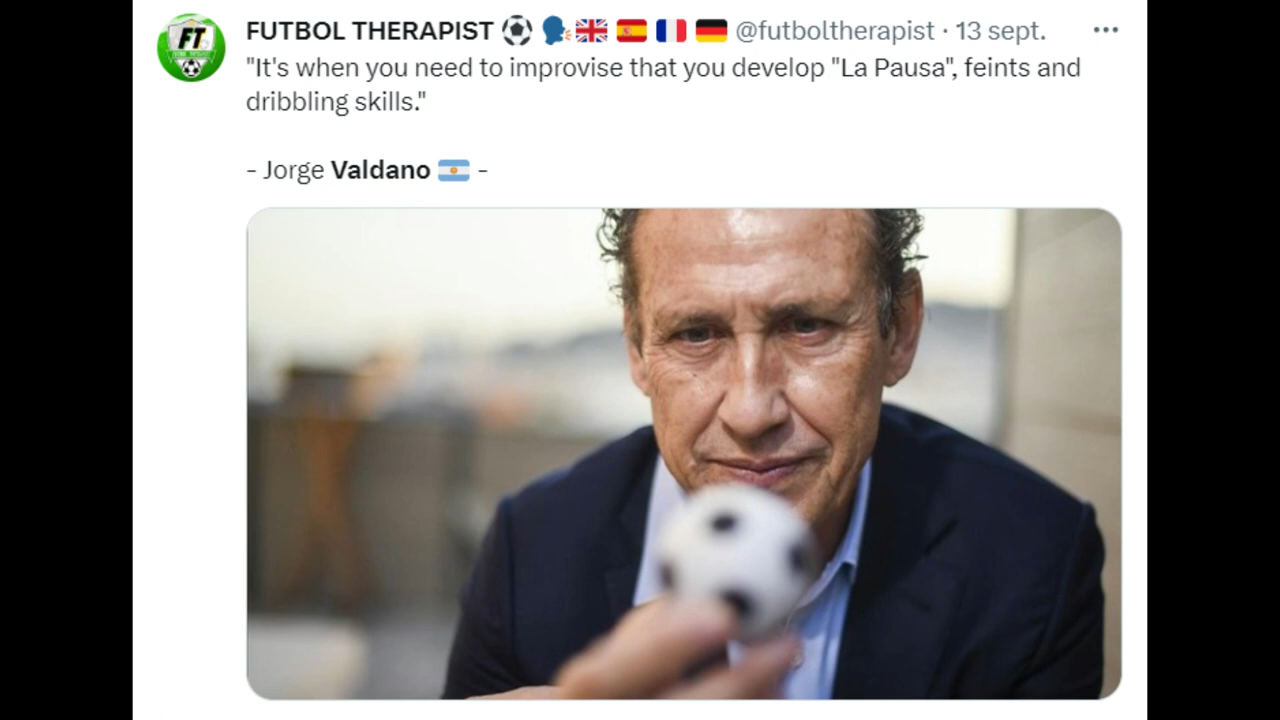 FUTBOL THERAPIST ⚽ 🗣️🇬🇧 🇪🇸 🇫🇷 🇩🇪 @futboltherapist · 13 sept.
"It's when you need to improvise that you develop "La Pausa", feints and
dribbling skills."
- Jorge Valdano 🇦🇷 -
FT